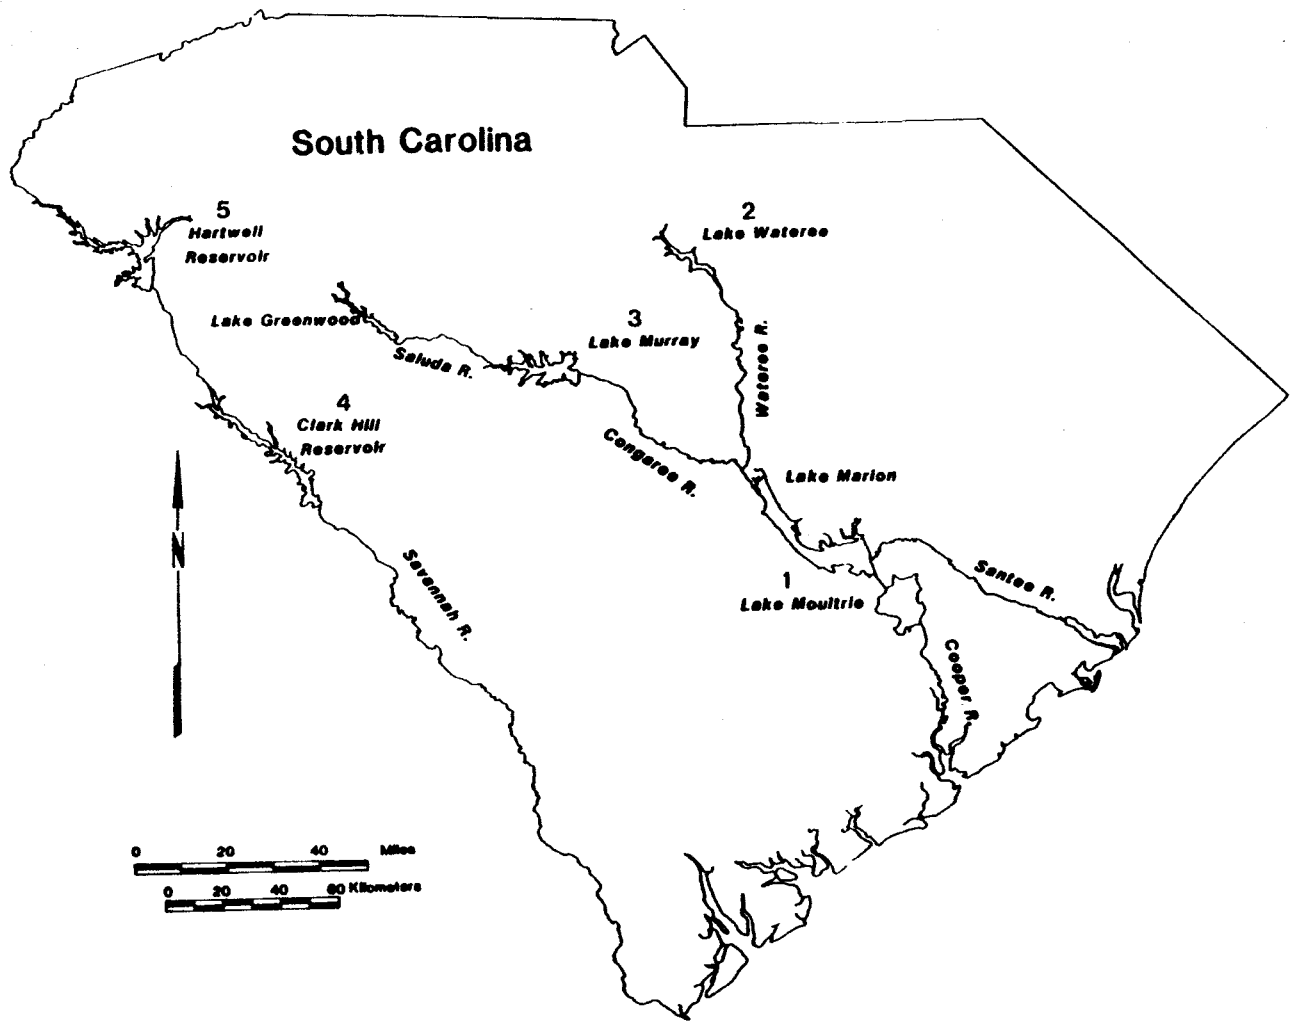 South Carolina
5
Hartwell
Reservoir
2
Lake Wateree
Lake Greenwood
3
Lake Murray
Saluda R.
Wateree R.
4
Clark Hill
Reservoir
Congaree R.
Lake Marion
N
Savannah R.
1
Lake Moultrie
Santee R.
Cooper R.
0 20 40 Miles
0 20 40 60 Kilometers